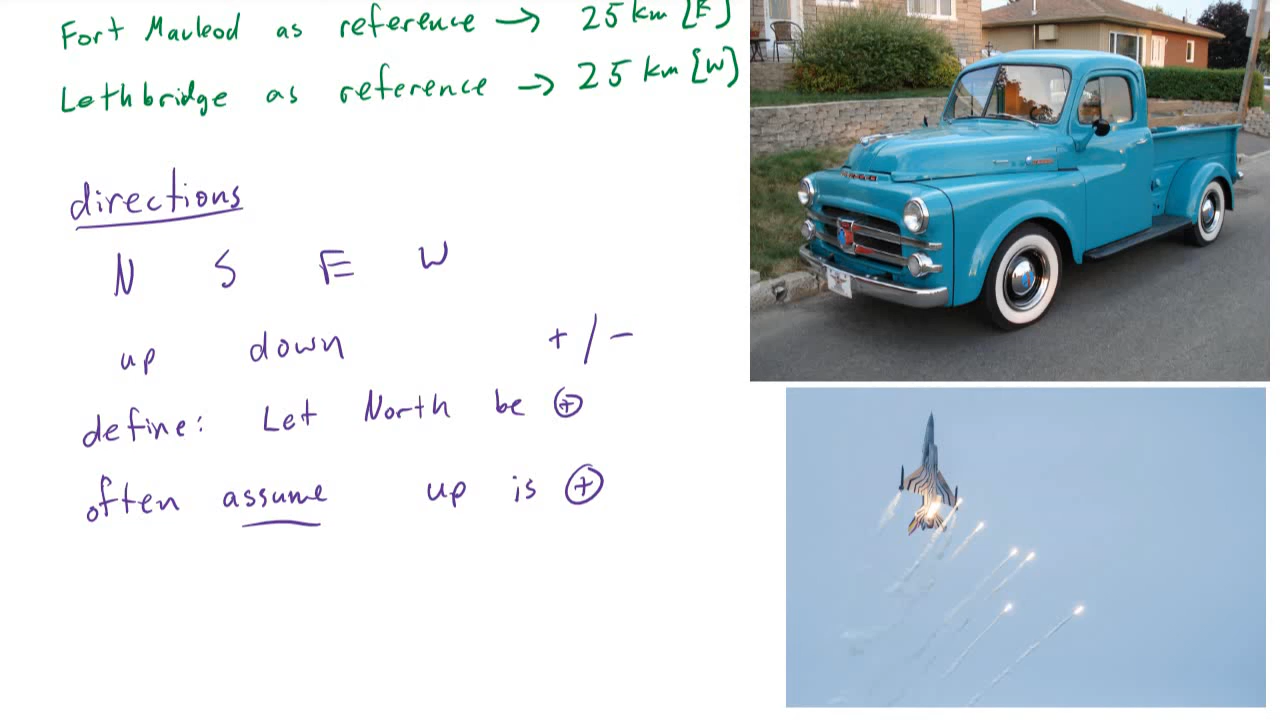 Fort Macleod as reference → 25 km [E]
Lethbridge as reference → 25 km [W]
directions
N S E W
up down + / -
define: Let North be ⊕
often assume up is ⊕